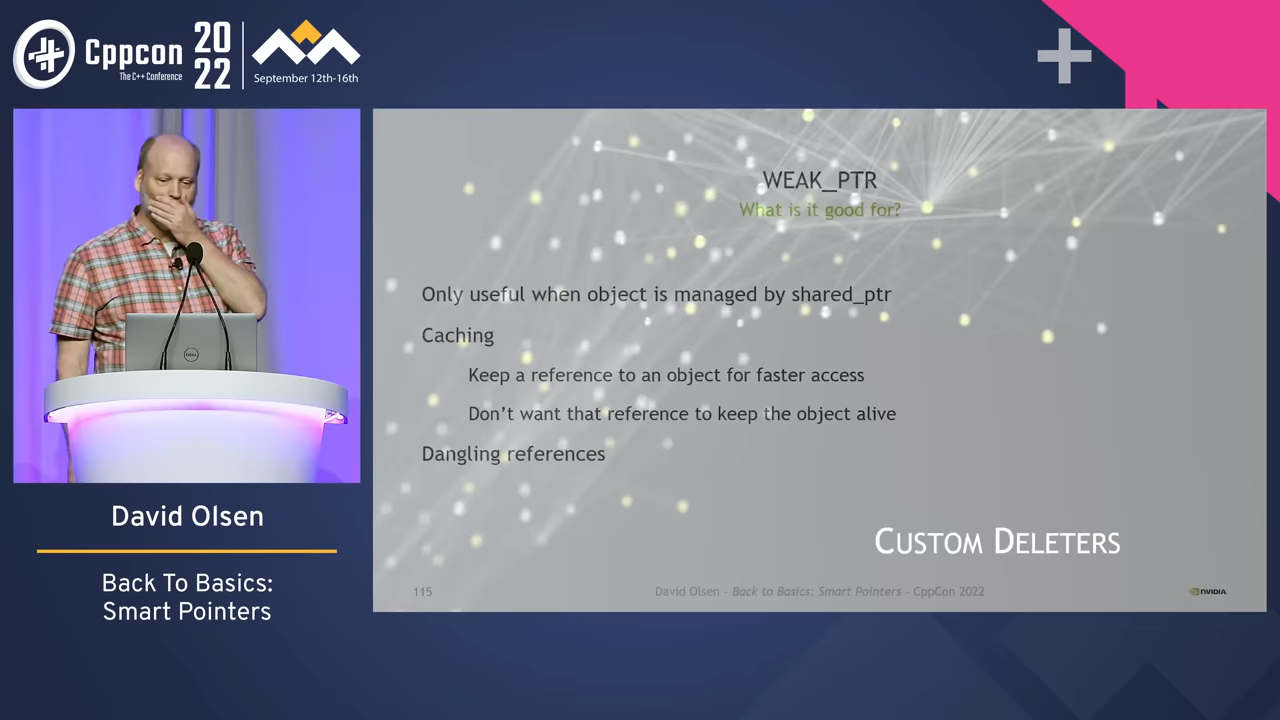 Cppcon
The C++ Conference
20
22
September 12th-16th
DELL
David Olsen
Back To Basics:
Smart Pointers
WEAK_PTR
What is it good for?
Only useful when object is managed by shared_ptr
Caching
Keep a reference to an object for faster access
Don't want that reference to keep the object alive
Dangling references
CUSTOM DELETERS
115
David Olsen - Back to Basics: Smart Pointers - CppCon 2022
NVIDIA.